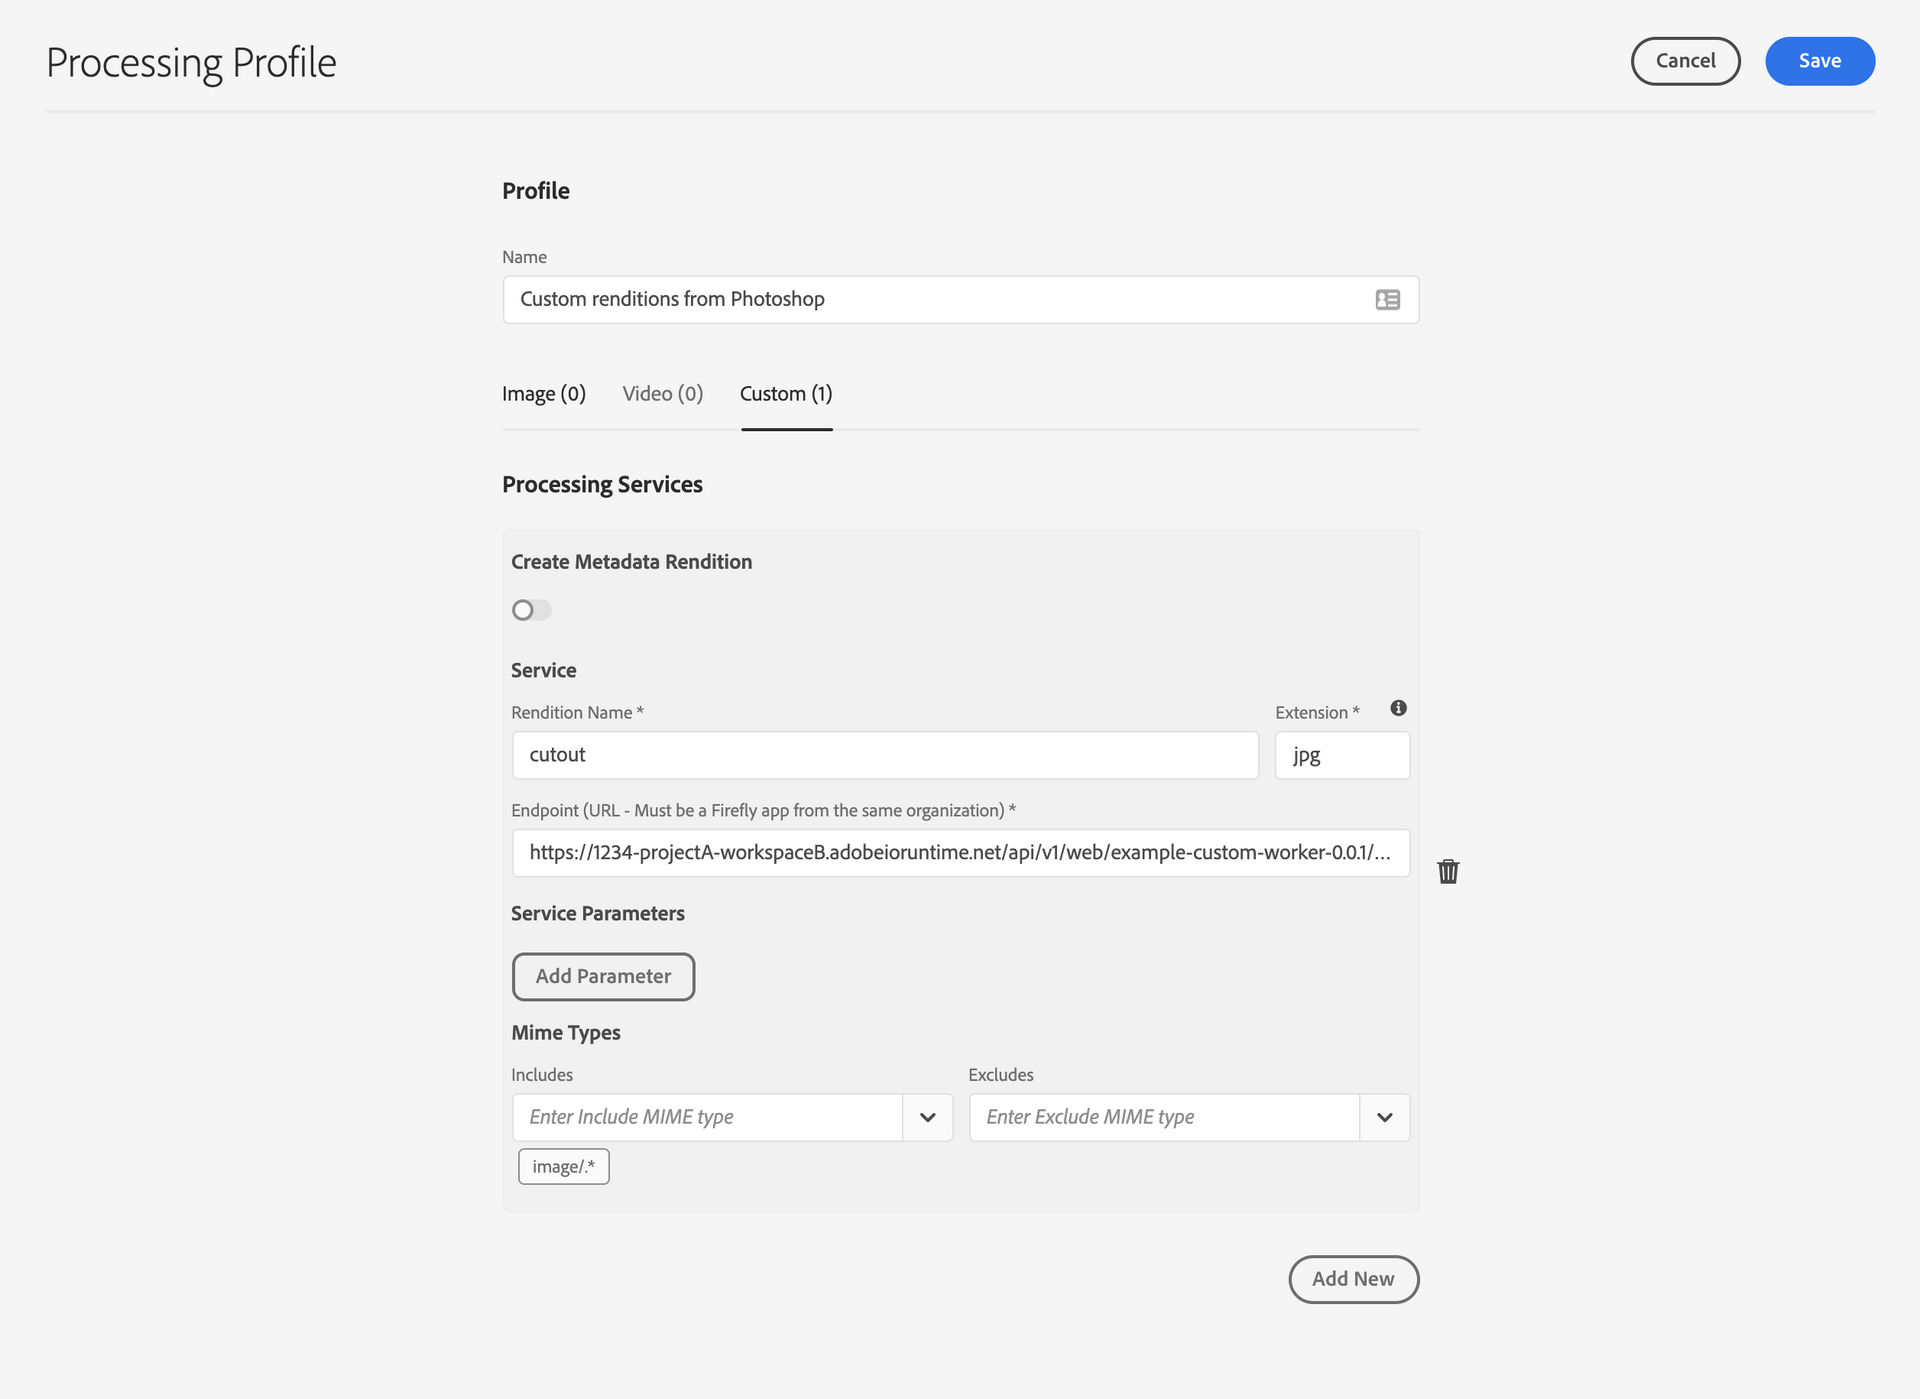 Processing Profile
Cancel
Save
Profile
Name
Custom renditions from Photoshop
Image (0)
Video (0)
Custom (1)
Processing Services
Create Metadata Rendition
Service
Rendition Name *
Extension *
cutout
jpg
Endpoint (URL - Must be a Firefly app from the same organization) *
https://1234-projectA-workspaceB.adobeioruntime.net/api/v1/web/example-custom-worker-0.0.1/...
Service Parameters
Add Parameter
Mime Types
Includes
Excludes
Enter Include MIME type
Enter Exclude MIME type
image/.*
Add New